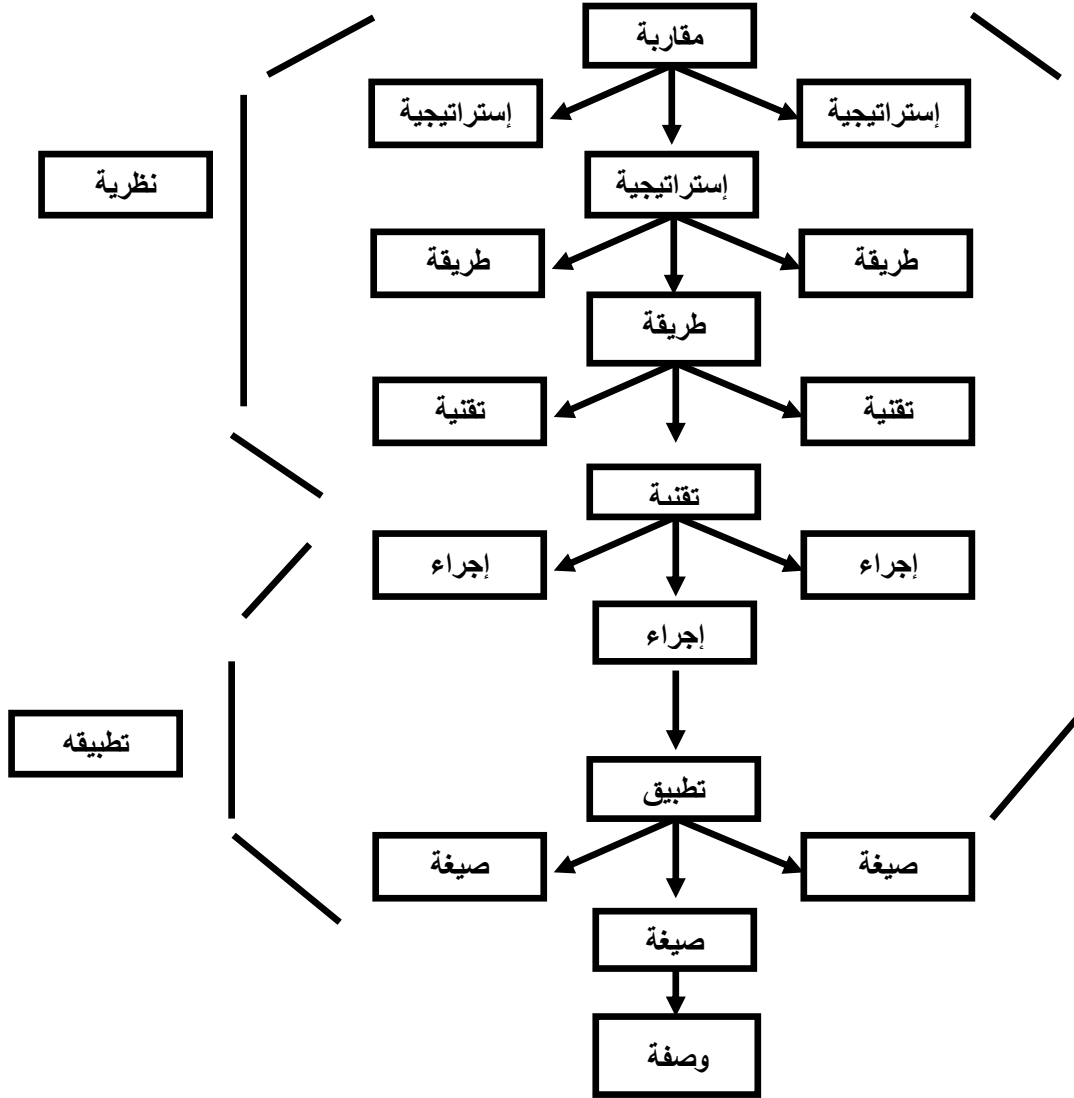 مقاربة
إستراتيجية
إستراتيجية
إستراتيجية
نظرية
طريقة
طريقة
طريقة
تقنية
تقنية
تقنية
إجراء
إجراء
إجراء
تطبيقه
تطبيق
صيغة
صيغة
صيغة
وصفة